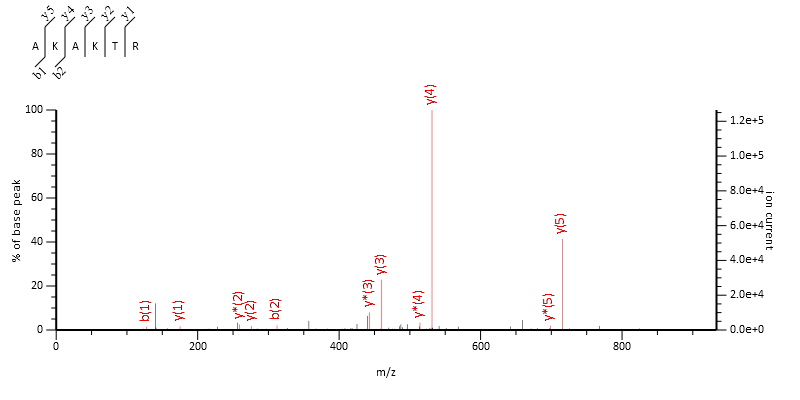 y5 y4 y3 y2 y1
A K A K T R
b1 b2
100
80
60
40
20
0
% of base peak
0 200 400 600 800
m/z
1.2e+5
1.0e+5
8.0e+4
6.0e+4
4.0e+4
2.0e+4
0.0e+0
ion current
b(1)
y(1)
y*(2)
y(2)
b(2)
y*(3)
y(3)
y*(4)
y(4)
y*(5)
y(5)